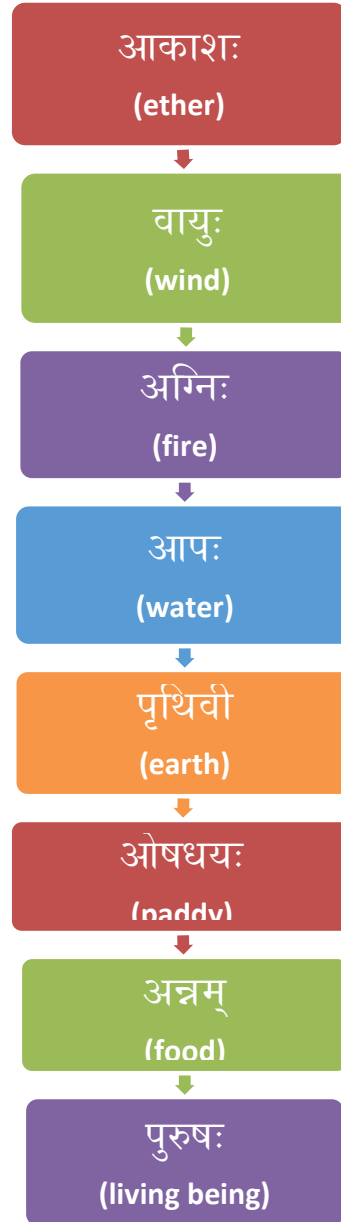 आकाशः
(ether)
वायुः
(wind)
अग्निः
(fire)
आपः
(water)
पृथिवी
(earth)
ओषधयः
(paddy)
अन्नम्
(food)
पुरुषः
(living being)